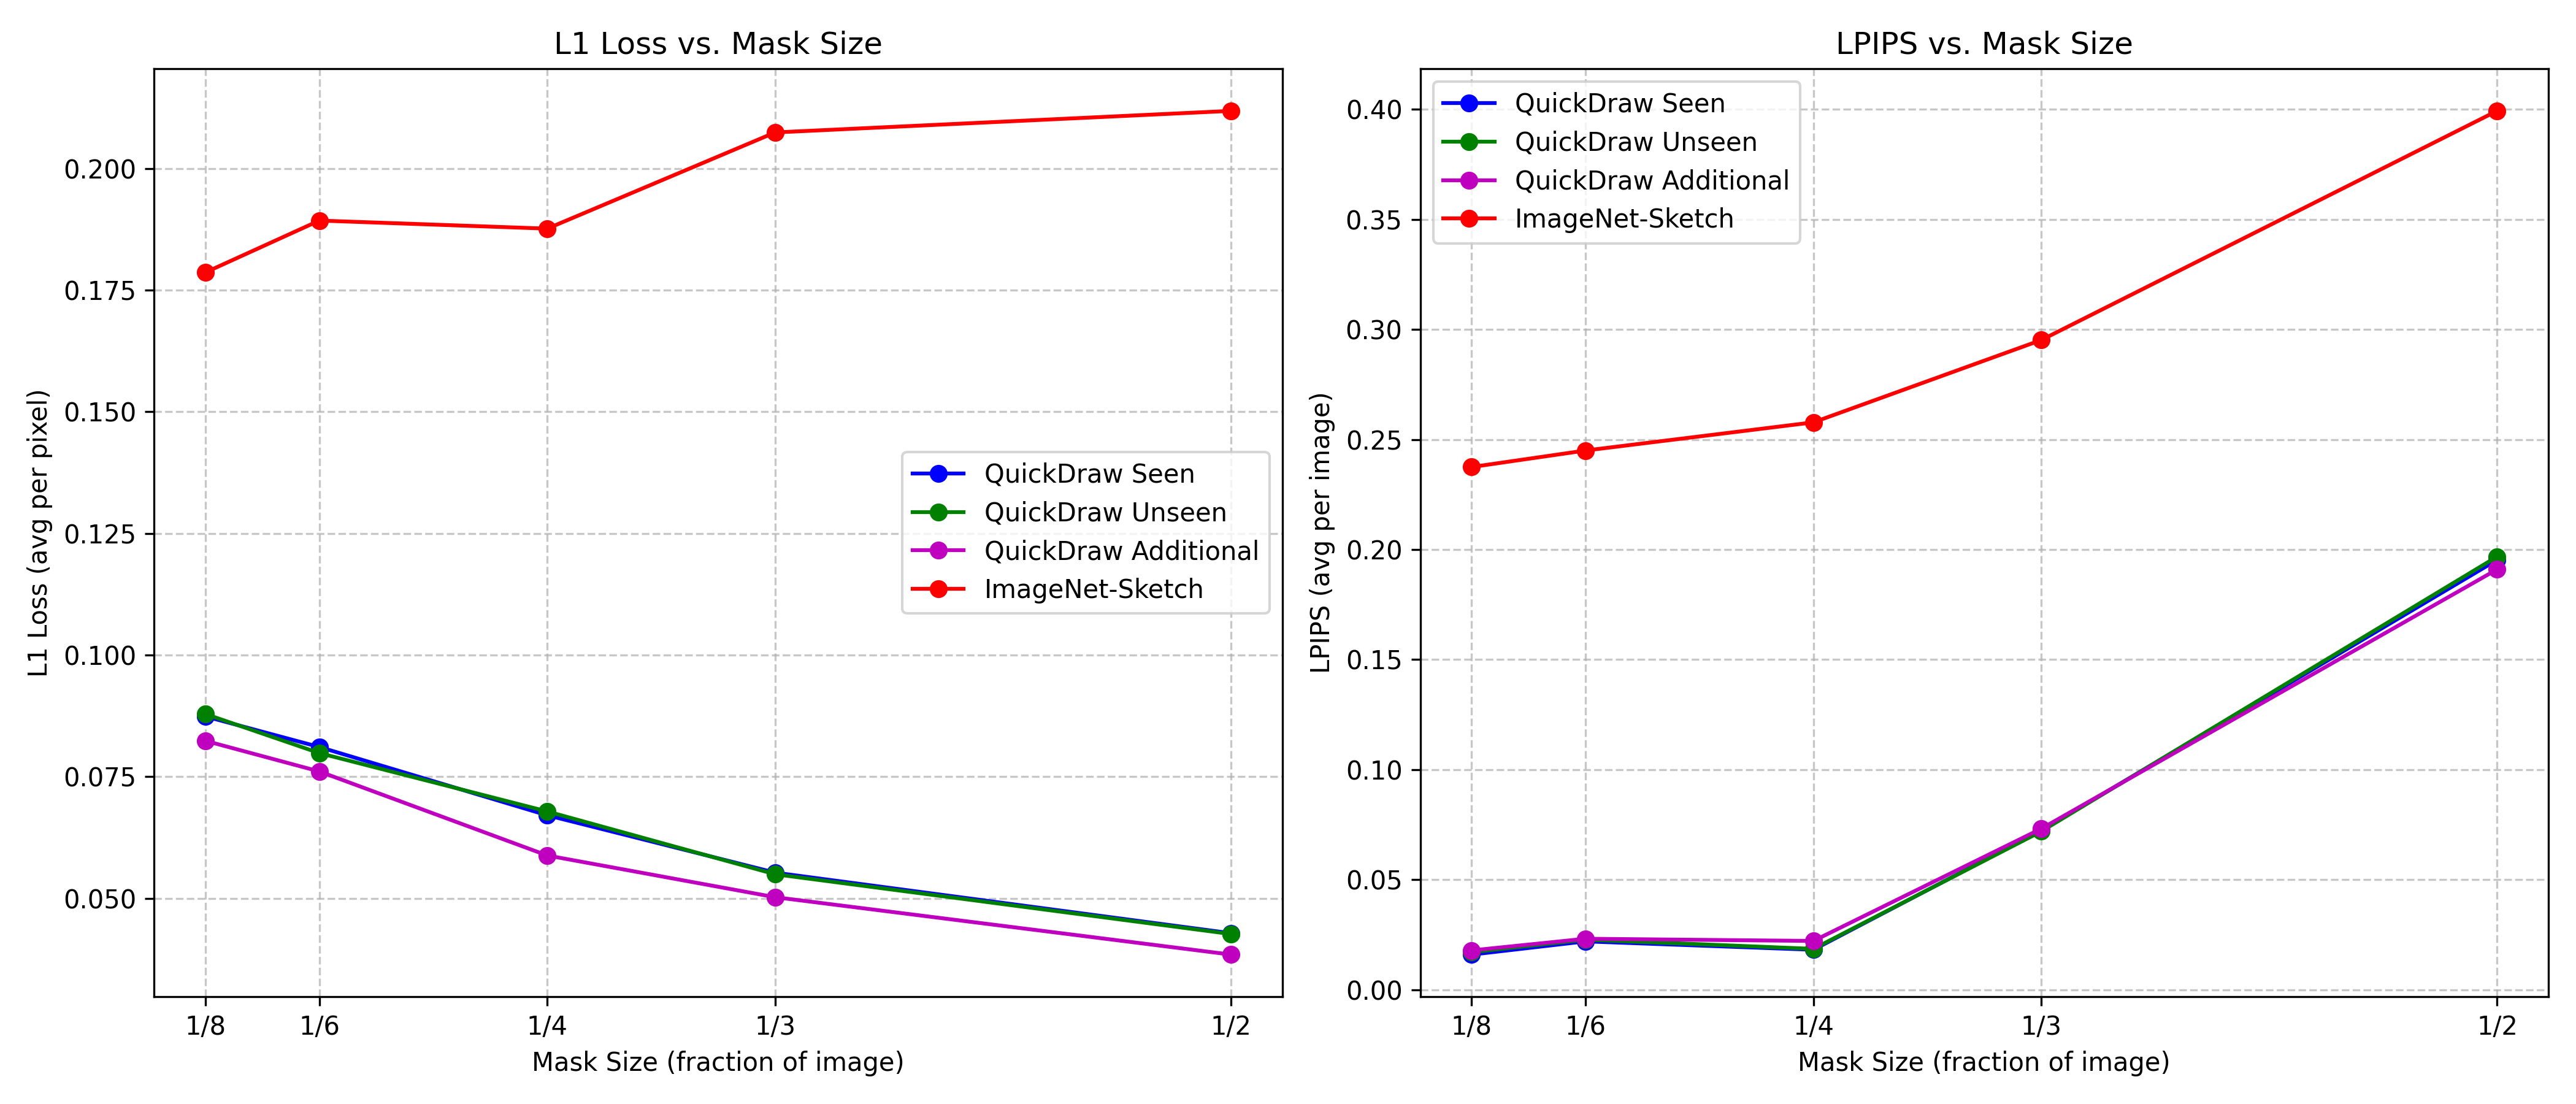 L1 Loss vs. Mask Size
0.200
0.175
0.150
0.125
0.100
0.075
0.050
L1 Loss (avg per pixel)
QuickDraw Seen
QuickDraw Unseen
QuickDraw Additional
ImageNet-Sketch
1/8 1/6 1/4 1/3 1/2
Mask Size (fraction of image)
LPIPS vs. Mask Size
0.40
0.35
0.30
0.25
0.20
0.15
0.10
0.05
0.00
LPIPS (avg per image)
QuickDraw Seen
QuickDraw Unseen
QuickDraw Additional
ImageNet-Sketch
1/8 1/6 1/4 1/3 1/2
Mask Size (fraction of image)